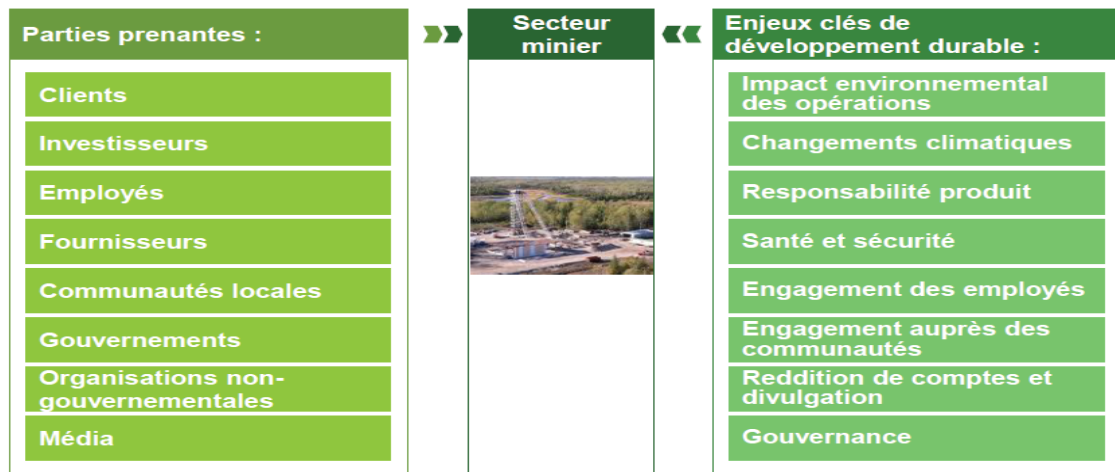 Parties prenantes :
Clients
Investisseurs
Employés
Fournisseurs
Communautés locales
Gouvernements
Organisations non-
gouvernementales
Média
Secteur
minier
Enjeux clés de
développement durable :
Impact environnemental
des opérations
Changements climatiques
Responsabilité produit
Santé et sécurité
Engagement des employés
Engagement auprès des
communautés
Reddition de comptes et
divulgation
Gouvernance